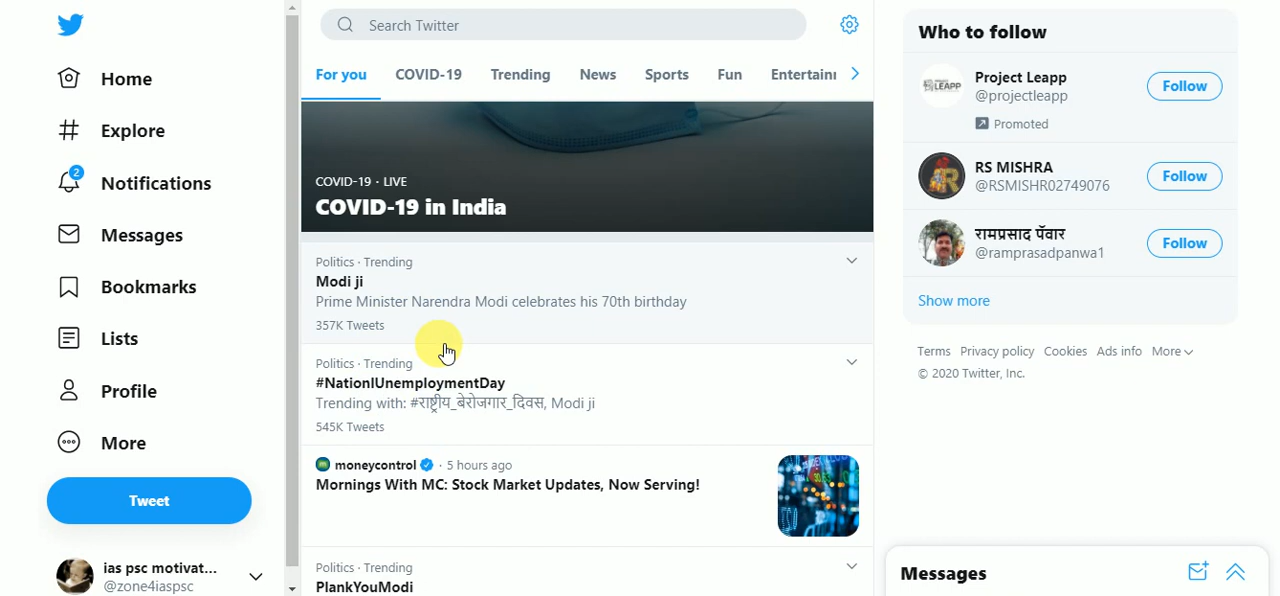 Home
Explore
2
Notifications
Messages
Bookmarks
Lists
Profile
More
Tweet
ias psc motivat...
@zone4iaspsc
Search Twitter
For you COVID-19 Trending News Sports Fun Entertain
COVID-19 · LIVE
COVID-19 in India
Politics · Trending
Modi ji
Prime Minister Narendra Modi celebrates his 70th birthday
357K Tweets
Politics · Trending
#NationlUnemploymentDay
Trending with: #राष्ट्रीय_बेरोजगार_दिवस, Modi ji
545K Tweets
moneycontrol · 5 hours ago
Mornings With MC: Stock Market Updates, Now Serving!
Politics · Trending
PlankYouModi
Who to follow
LEAPP
Project Leapp
@projectleapp
Follow
Promoted
RS MISHRA
@RSMISHR02749076
Follow
रामप्रसाद पॅवार
@ramprasadpanwa1
Follow
Show more
Terms Privacy policy Cookies Ads info More
© 2020 Twitter, Inc.
Messages